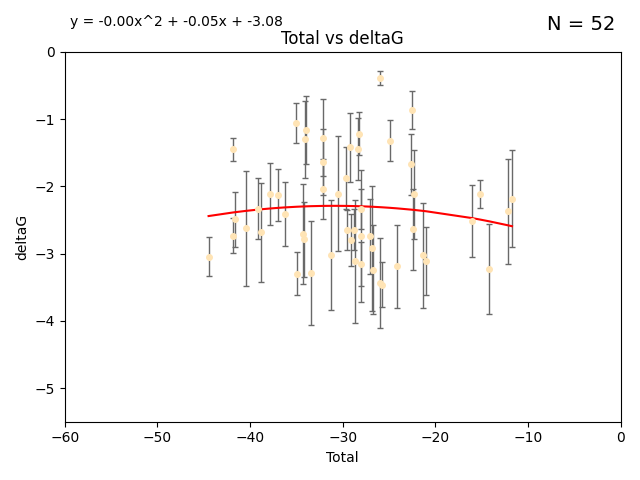 y = -0.00x^2 + -0.05x + -3.08
N = 52
Total vs deltaG
deltaG
0
−1
−2
−3
−4
−5
−60 −50 −40 −30 −20 −10 0
Total